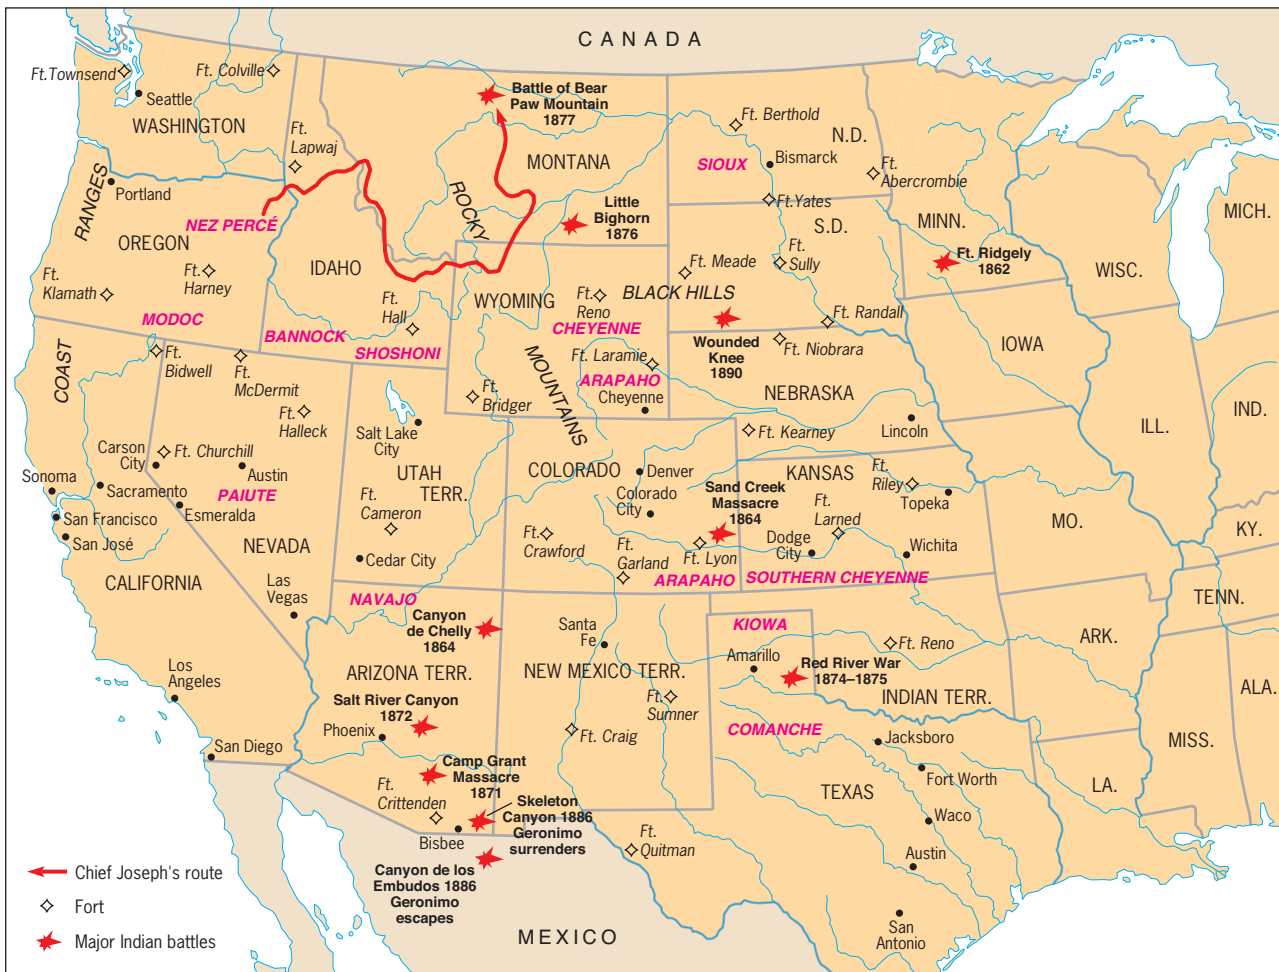 CANADA
Ft. Townsend
Ft. Colville
Seattle
WASHINGTON
Ft.
Lapwaj
Battle of Bear
Paw Mountain
1877
MONTANA
Ft. Berthold
N.D.
SIOUX
Bismarck
Ft.
Abercrombie
Ft. Yates
S.D.
MINN.
MICH.
RANGES
Portland
NEZ PERCÉ
OREGON
ROCKY
Little
Bighorn
1876
Ft.
Sully
Ft. Ridgely
1862
WISC.
IDAHO
Ft.
Klamath
Ft.
Harney
Ft. Meade
WYOMING
Ft.
Reno
BLACK HILLS
Ft.
Hall
MODOC
BANNOCK
SHOSHONI
CHEYENNE
Ft. Randall
Wounded
Knee
1890
Ft. Niobrara
IOWA
COAST
Ft.
Bidwell
Ft.
McDermit
MOUNTAINS
Ft. Laramie
ARAPAHO
Cheyenne
NEBRASKA
Ft.
Bridger
Ft.
Halleck
IND.
ILL.
Salt Lake
City
Ft. Kearney
Lincoln
Carson
City
Ft. Churchill
Austin
UTAH
TERR.
COLORADO
Denver
KANSAS
Ft.
Riley
Sonoma
Sacramento
PAIUTE
Esmeralda
Ft.
Cameron
Colorado
City
Sand Creek
Massacre
1864
Ft.
Larned
Topeka
San Francisco
San José
NEVADA
Cedar City
Ft.
Crawford
Ft.
Garland
Ft. Lyon
Dodge
City
Wichita
MO.
KY.
CALIFORNIA
Las
Vegas
NAVAJO
ARAPAHO
SOUTHERN CHEYENNE
TENN.
Canyon
de Chelly
1864
Santa
Fe
KIOWA
Ft. Reno
ARK.
Los
Angeles
ARIZONA TERR.
NEW MEXICO TERR.
Amarillo
Red River War
1874–1875
INDIAN TERR.
ALA.
Salt River Canyon
1872
Phoenix
Ft.
Sumner
Ft. Craig
COMANCHE
Jacksboro
MISS.
San Diego
Camp Grant
Massacre
1871
Fort Worth
Ft.
Crittenden
Skeleton
Canyon 1886
Geronimo
surrenders
TEXAS
LA.
Waco
Bisbee
Ft.
Quitman
Austin
Canyon de los
Embudos 1886
Geronimo
escapes
San
Antonio
MEXICO
Chief Joseph's route
Fort
Major Indian battles